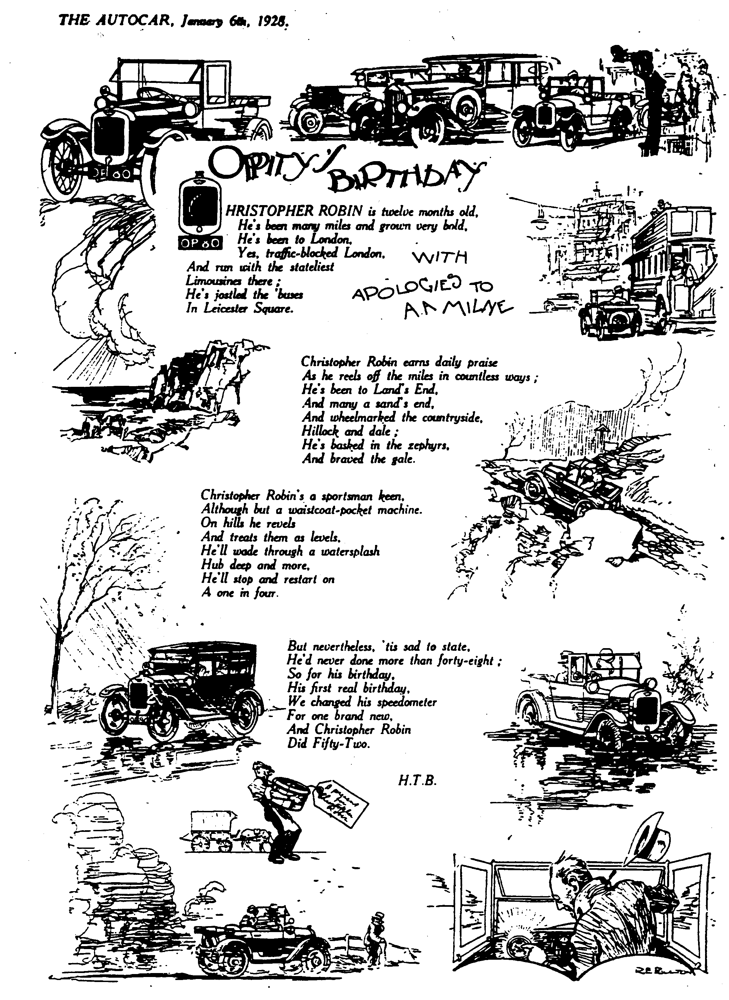 THE AUTOCAR, January 6th, 1928.
OP 80
OPPITY'S
BIRTHDAY
HRISTOPHER ROBIN is twelve months old,
He's been many miles and grown very bold,
He's been to London,
OP 80
Yes, traffic-blocked London,
And run with the stateliest
Limousines there;
He's jostled the 'buses
In Leicester Square.
WITH
APOLOGIES TO
A.A MILNE
Christopher Robin earns daily praise
As he reels off the miles in countless ways;
He's been to Land's End,
And many a sand's end,
And wheelmarked the countryside,
Hillock and dale;
He's basked in the zephyrs,
And braved the gale.
Christopher Robin's a sportsman keen,
Although but a waistcoat-pocket machine.
On hills he revels
And treats them as levels,
He'll wade through a watersplash
Hub deep and more,
He'll stop and restart on
A one in four.
But nevertheless, 'tis sad to state,
He'd never done more than forty-eight;
So for his birthday,
His first real birthday,
We changed his speedometer
For one brand new,
And Christopher Robin
Did Fifty-Two.
H.T.B.
for
Christopher
Robin